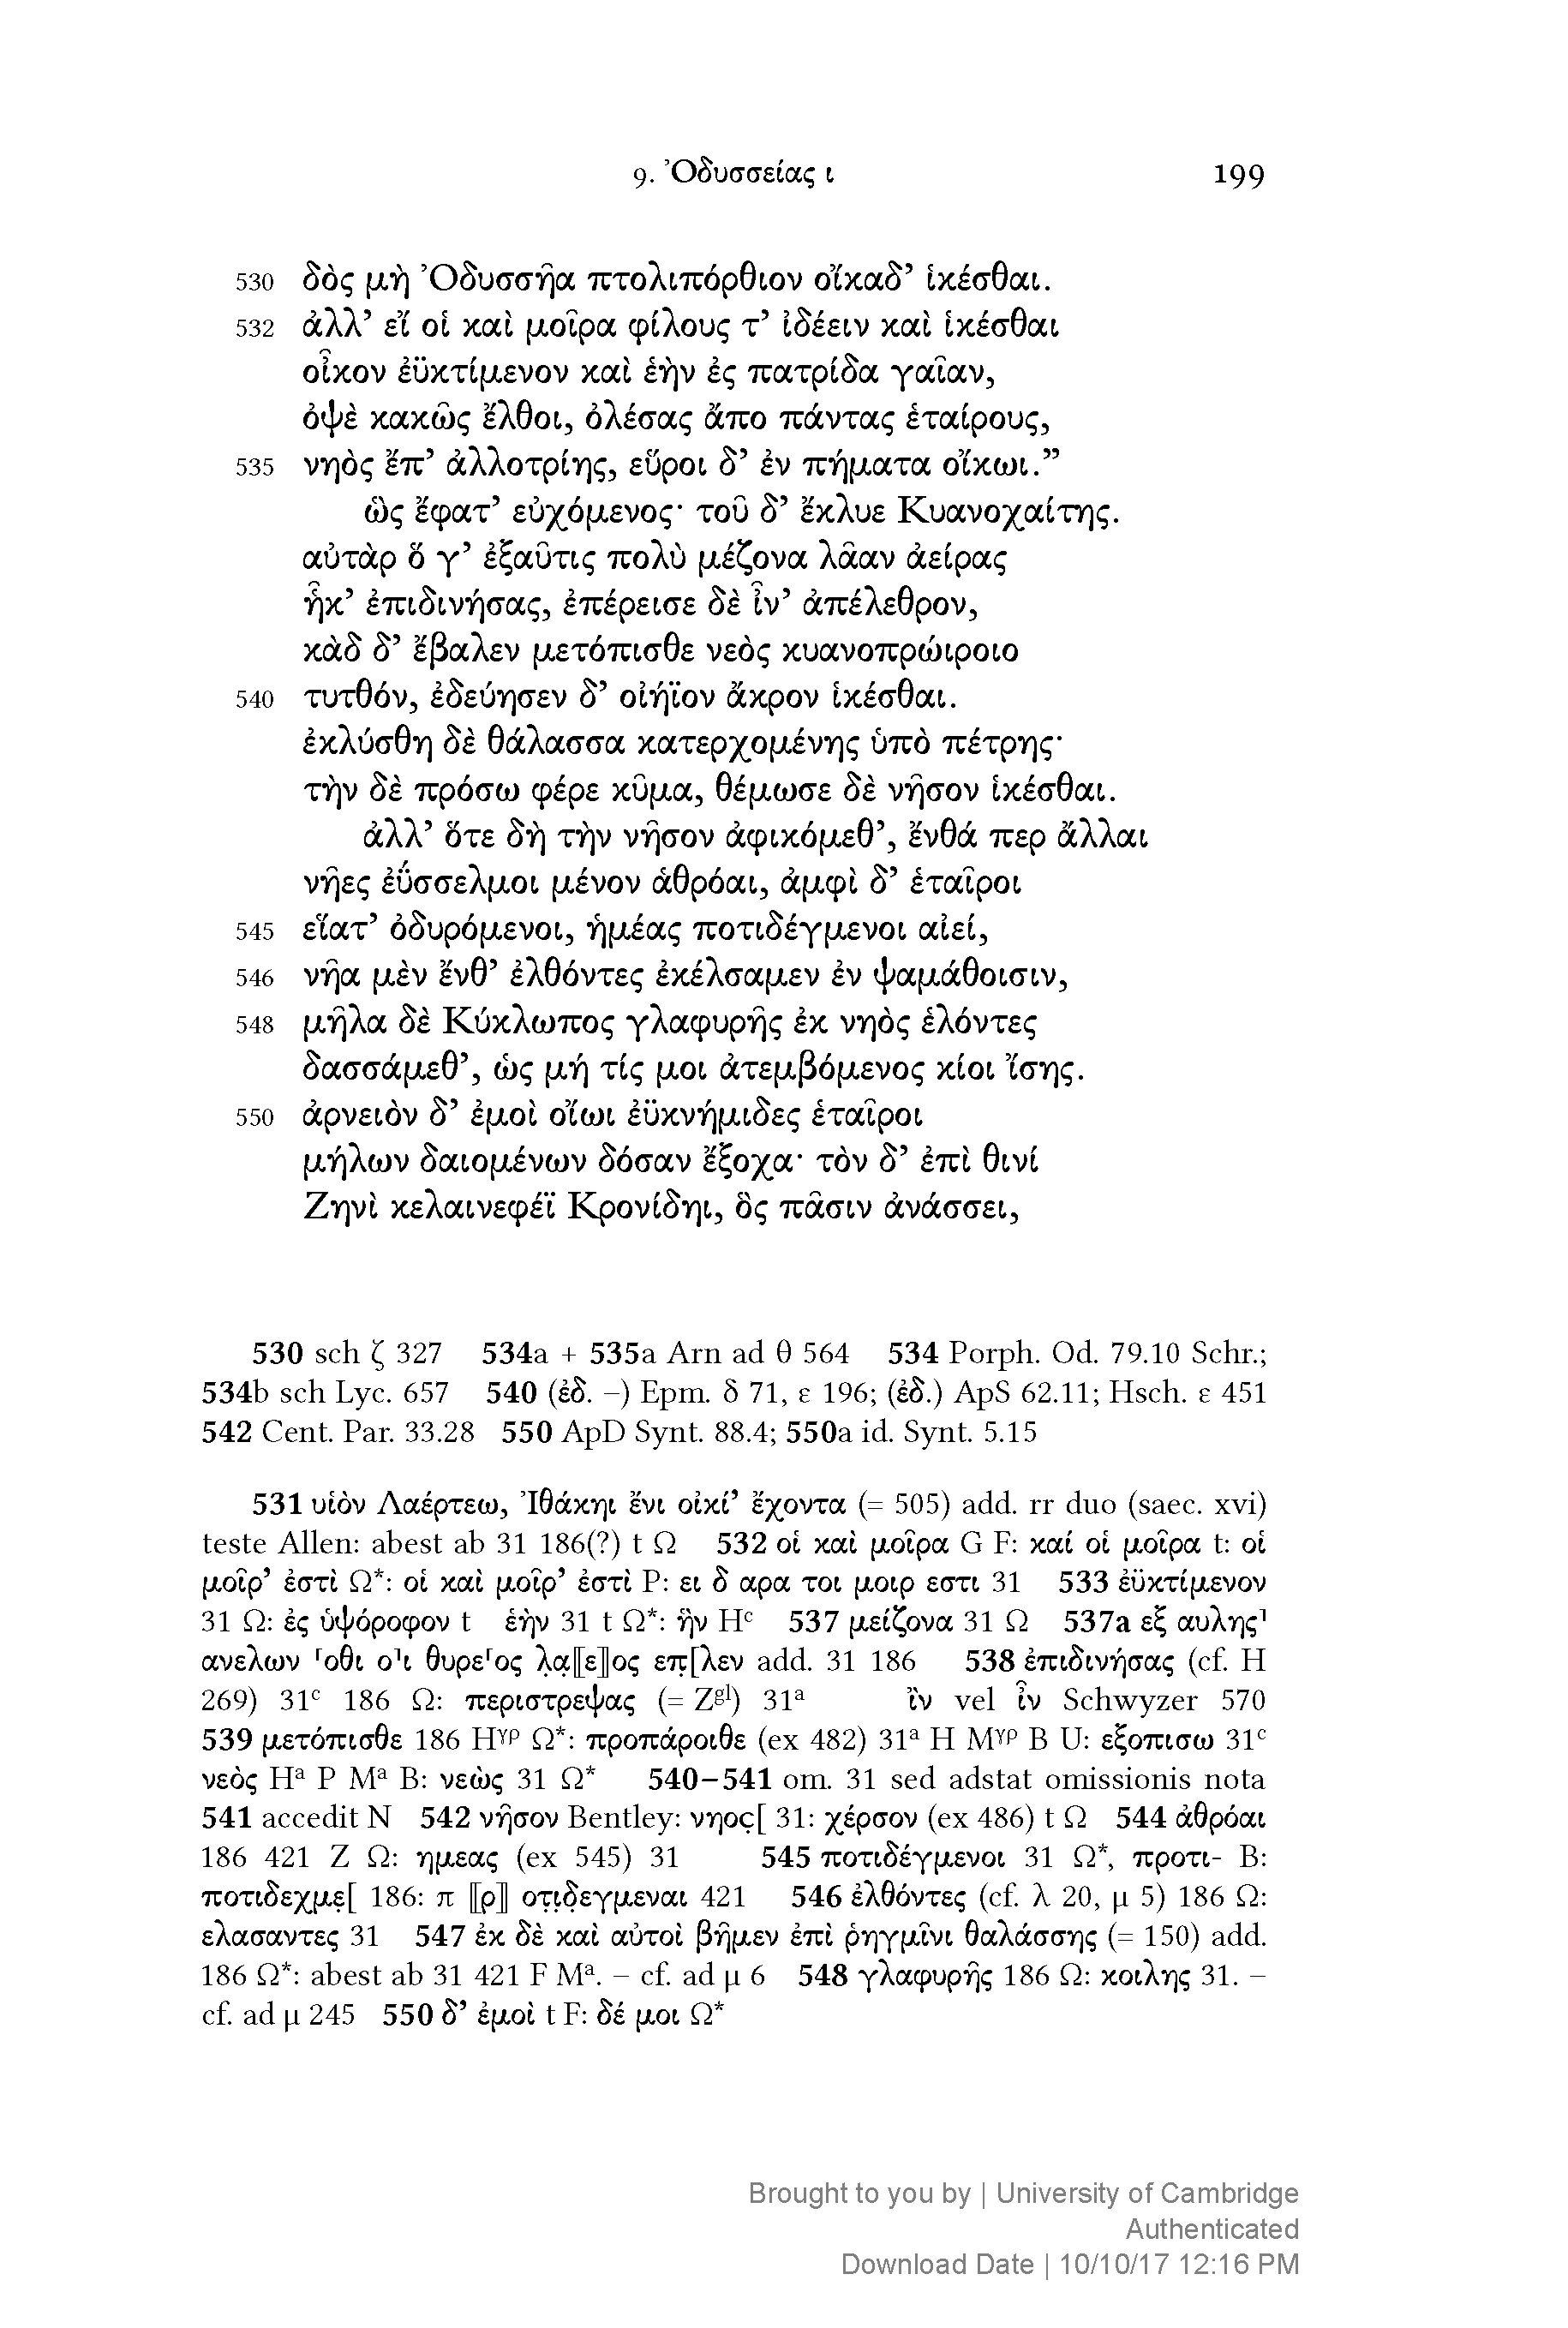 9. Ὀδυσσείας ι 199
530 δὸς μὴ Ὀδυσσῆα πτολιπόρθιον οἴκαδ’ ἱκέσθαι.
532 ἀλλ’ εἴ οἱ καὶ μοῖρα φίλους τ’ ἰδέειν καὶ ἱκέσθαι
οἶκον ἐϋκτίμενον καὶ ἑὴν ἐς πατρίδα γαῖαν,
ὀψὲ κακῶς ἔλθοι, ὀλέσας ἄπο πάντας ἑταίρους,
535 νηὸς ἔπ’ ἀλλοτρίης, εὕροι δ’ ἐν πήματα οἴκωι.”
ὣς ἔφατ’ εὐχόμενος· τοῦ δ’ ἔκλυε Κυανοχαίτης.
αὐτὰρ ὅ γ’ ἐξαῦτις πολὺ μέζονα λᾶαν ἀείρας
ἧκ’ ἐπιδινήσας, ἐπέρεισε δὲ ἶν’ ἀπέλεθρον,
κὰδ δ’ ἔβαλεν μετόπισθε νεὸς κυανοπρώιροιο
540 τυτθόν, ἐδεύησεν δ’ οἰήϊον ἄκρον ἱκέσθαι.
ἐκλύσθη δὲ θάλασσα κατερχομένης ὑπὸ πέτρης·
τὴν δὲ πρόσω φέρε κῦμα, θέμωσε δὲ νῆσον ἱκέσθαι.
ἀλλ’ ὅτε δὴ τὴν νῆσον ἀφικόμεθ’, ἔνθά περ ἄλλαι
νῆες ἐΰσσελμοι μένον ἁθρόαι, ἀμφὶ δ’ ἑταῖροι
545 εἵατ’ ὀδυρόμενοι, ἡμέας ποτιδέγμενοι αἰεί,
546 νῆα μὲν ἔνθ’ ἐλθόντες ἐκέλσαμεν ἐν ψαμάθοισιν,
548 μῆλα δὲ Κύκλωπος γλαφυρῆς ἐκ νηὸς ἑλόντες
δασσάμεθ’, ὡς μή τίς μοι ἀτεμβόμενος κίοι ἴσης.
550 ἀρνειὸν δ’ ἐμοὶ οἴωι ἐϋκνήμιδες ἑταῖροι
μήλων δαιομένων δόσαν ἔξοχα· τὸν δ’ ἐπὶ θινί
Ζηνὶ κελαινεφέϊ Κρονίδηι, ὃς πᾶσιν ἀνάσσει,
530 sch ζ 327 534a + 535a Arn ad θ 564 534 Porph. Od. 79.10 Schr.;
534b sch Lyc. 657 540 (ἐδ. –) Epm. δ 71, ε 196; (ἐδ.) ApS 62.11; Hsch. ε 451
542 Cent. Par. 33.28 550 ApD Synt. 88.4; 550a id. Synt. 5.15
531 υἱὸν Λαέρτεω, Ἰθάκηι ἔνι οἰκί’ ἔχοντα (= 505) add. rr duo (saec. xvi)
teste Allen: abest ab 31 186(?) t Ω 532 οἱ καὶ μοῖρα G F: καί οἱ μοῖρα t: οἱ
μοῖρ’ ἐστὶ Ω*: οἱ καὶ μοῖρ’ ἐστὶ P: ει δ αρα τοι μοιρ εστι 31 533 ἐϋκτίμενον
31 Ω: ἐς ὑψόροφον t ἑὴν 31 t Ω*: ἣν Hᶜ 537 μείζονα 31 Ω 537a εξ αυλης⸣
ανελων ⸢οθι ο⸣ι θυρε⸢ος λ̣α̣⟦ε⟧ος επ̣[λεν add. 31 186 538 ἐπιδινήσας (cf. H
269) 31ᶜ 186 Ω: περιστρεψας (= Zᵍˡ) 31ᵃ ἴν vel ἶν Schwyzer 570
539 μετόπισθε 186 Hᵞᵖ Ω*: προπάροιθε (ex 482) 31ᵃ H Mᵞᵖ B U: εξοπισω 31ᶜ
νεὸς Hᵃ P Mᵃ B: νεὼς 31 Ω* 540–541 om. 31 sed adstat omissionis nota
541 accedit N 542 νῆσον Bentley: νηος̣[ 31: χέρσον (ex 486) t Ω 544 ἁθρόαι
186 421 Z Ω: ημεας (ex 545) 31 545 ποτιδέγμενοι 31 Ω*, προτι- B:
ποτιδεχμε̣[ 186: π ⟦ρ⟧ οτ̣ι̣δ̣εγμεναι 421 546 ἐλθόντες (cf. λ 20, μ 5) 186 Ω:
ελασαντες 31 547 ἐκ δὲ καὶ αὐτοὶ βῆμεν ἐπὶ ῥηγμῖνι θαλάσσης (= 150) add.
186 Ω*: abest ab 31 421 F Mᵃ. – cf. ad μ 6 548 γλαφυρῆς 186 Ω: κοιλης 31. –
cf. ad μ 245 550 δ’ ἐμοὶ t F: δέ μοι Ω*
Brought to you by | University of Cambridge
Authenticated
Download Date | 10/10/17 12:16 PM